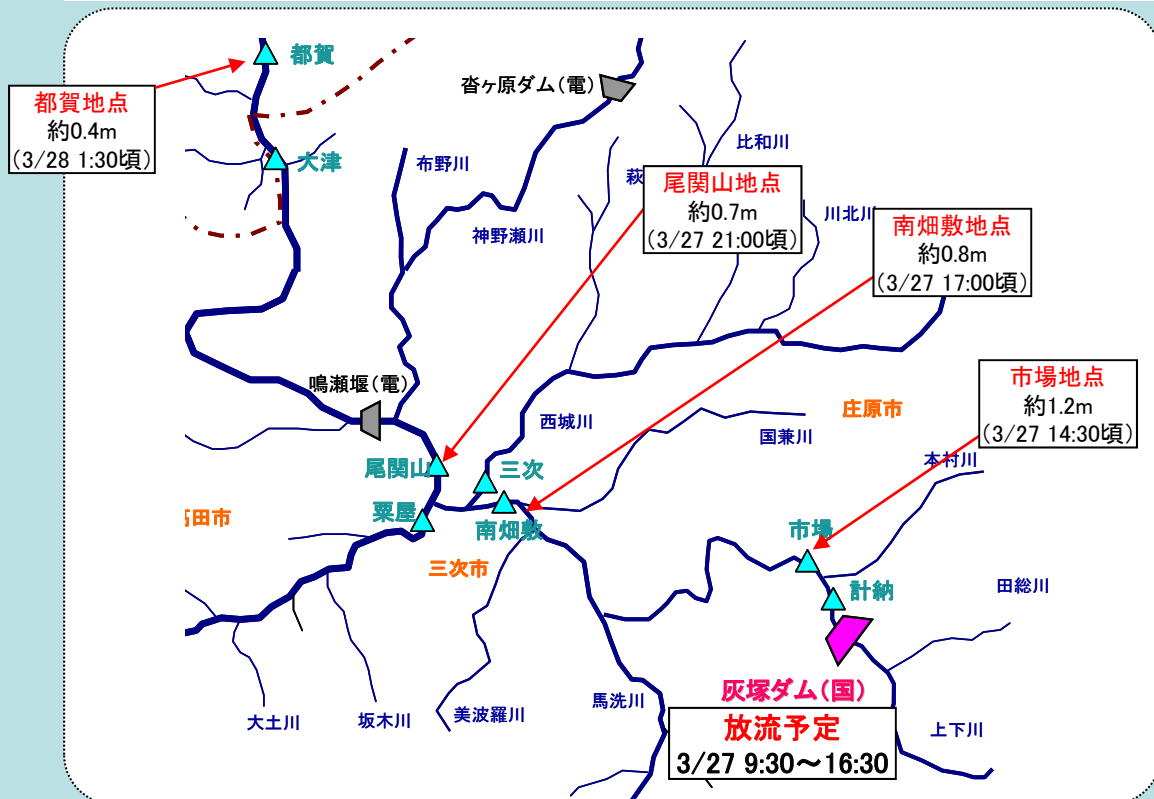 都賀
沓ヶ原ダム(電)
都賀地点
約0.4m
(3/28 1:30頃)
大津
布野川
比和川
萩
尾関山地点
約0.7m
(3/27 21:00頃)
川北川
南畑敷地点
約0.8m
(3/27 17:00頃)
神野瀬川
鳴瀬堰(電)
市場地点
約1.2m
(3/27 14:30頃)
西城川
庄原市
国兼川
本村川
尾関山
三次
粟屋
南畑敷
高田市
三次市
市場
計納
田総川
灰塚ダム(国)
馬洗川
美波羅川
坂木川
大土川
放流予定
3/27 9:30～16:30
上下川